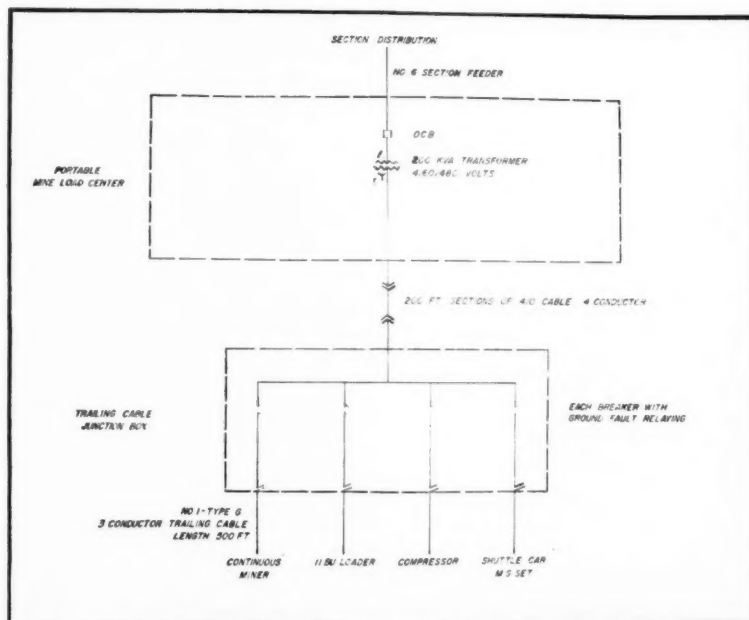 SECTION DISTRIBUTION
NO 6 SECTION FEEDER
OCB
PORTABLE
MINE LOAD CENTER
200 KVA TRANSFORMER
4160/480 VOLTS
200 FT. SECTIONS OF 4/0 CABLE 4 CONDUCTOR
TRAILING CABLE
JUNCTION BOX
EACH BREAKER WITH
GROUND FAULT RELAYING
NO 1-TYPE G
3 CONDUCTOR TRAILING CABLE
LENGTH 500 FT
CONTINUOUS
MINER
11 BU LOADER
COMPRESSOR
SHUTTLE CAR
M G SET